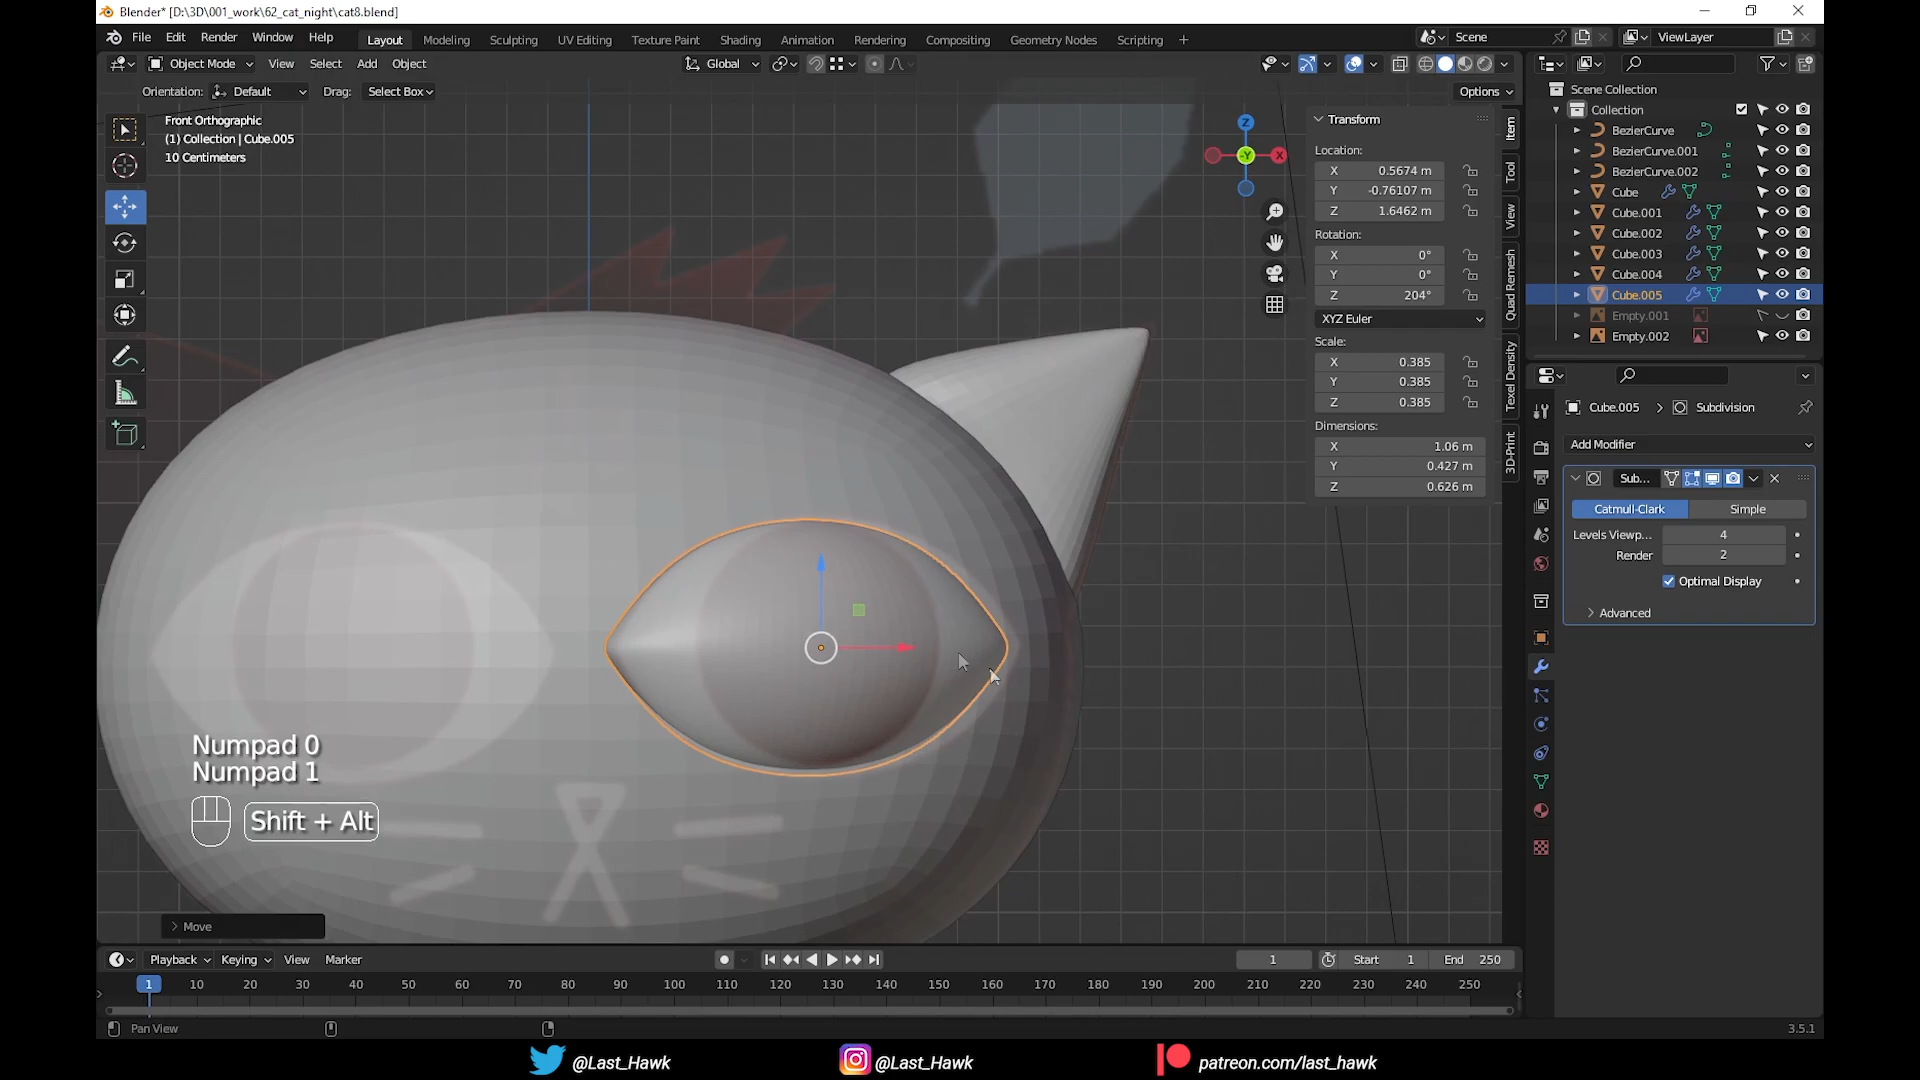 Blender* [D:\3D\001_work\62_cat_night\cat8.blend]
File Edit Render Window Help Layout Modeling Sculpting UV Editing Texture Paint Shading Animation Rendering Compositing Geometry Nodes Scripting + Scene ViewLayer
Object Mode View Select Add Object Global
Orientation: Default Drag: Select Box Options
Front Orthographic
(1) Collection | Cube.005
10 Centimeters
Z
-Y
X
Transform
Location:
X 0.5674 m
Y -0.76107 m
Z 1.6462 m
Rotation:
X 0°
Y 0°
Z 204°
XYZ Euler
Scale:
X 0.385
Y 0.385
Z 0.385
Dimensions:
X 1.06 m
Y 0.427 m
Z 0.626 m
Item
Tool
View
Quad Remesh
Texel Density
3D-Print
Scene Collection
Collection
BezierCurve
BezierCurve.001
BezierCurve.002
Cube
Cube.001
Cube.002
Cube.003
Cube.004
Cube.005
Empty.001
Empty.002
Cube.005 > Subdivision
Add Modifier
Sub...
Catmull-Clark Simple
Levels Viewp... 4
Render 2
Optimal Display
Advanced
Numpad 0
Numpad 1
Shift + Alt
Move
Playback Keying View Marker 1 Start 1 End 250
1 10 20 30 40 50 60 70 80 90 100 110 120 130 140 150 160 170 180 190 200 210 220 230 240 250
Pan View 3.5.1
@Last_Hawk @Last_Hawk patreon.com/last_hawk